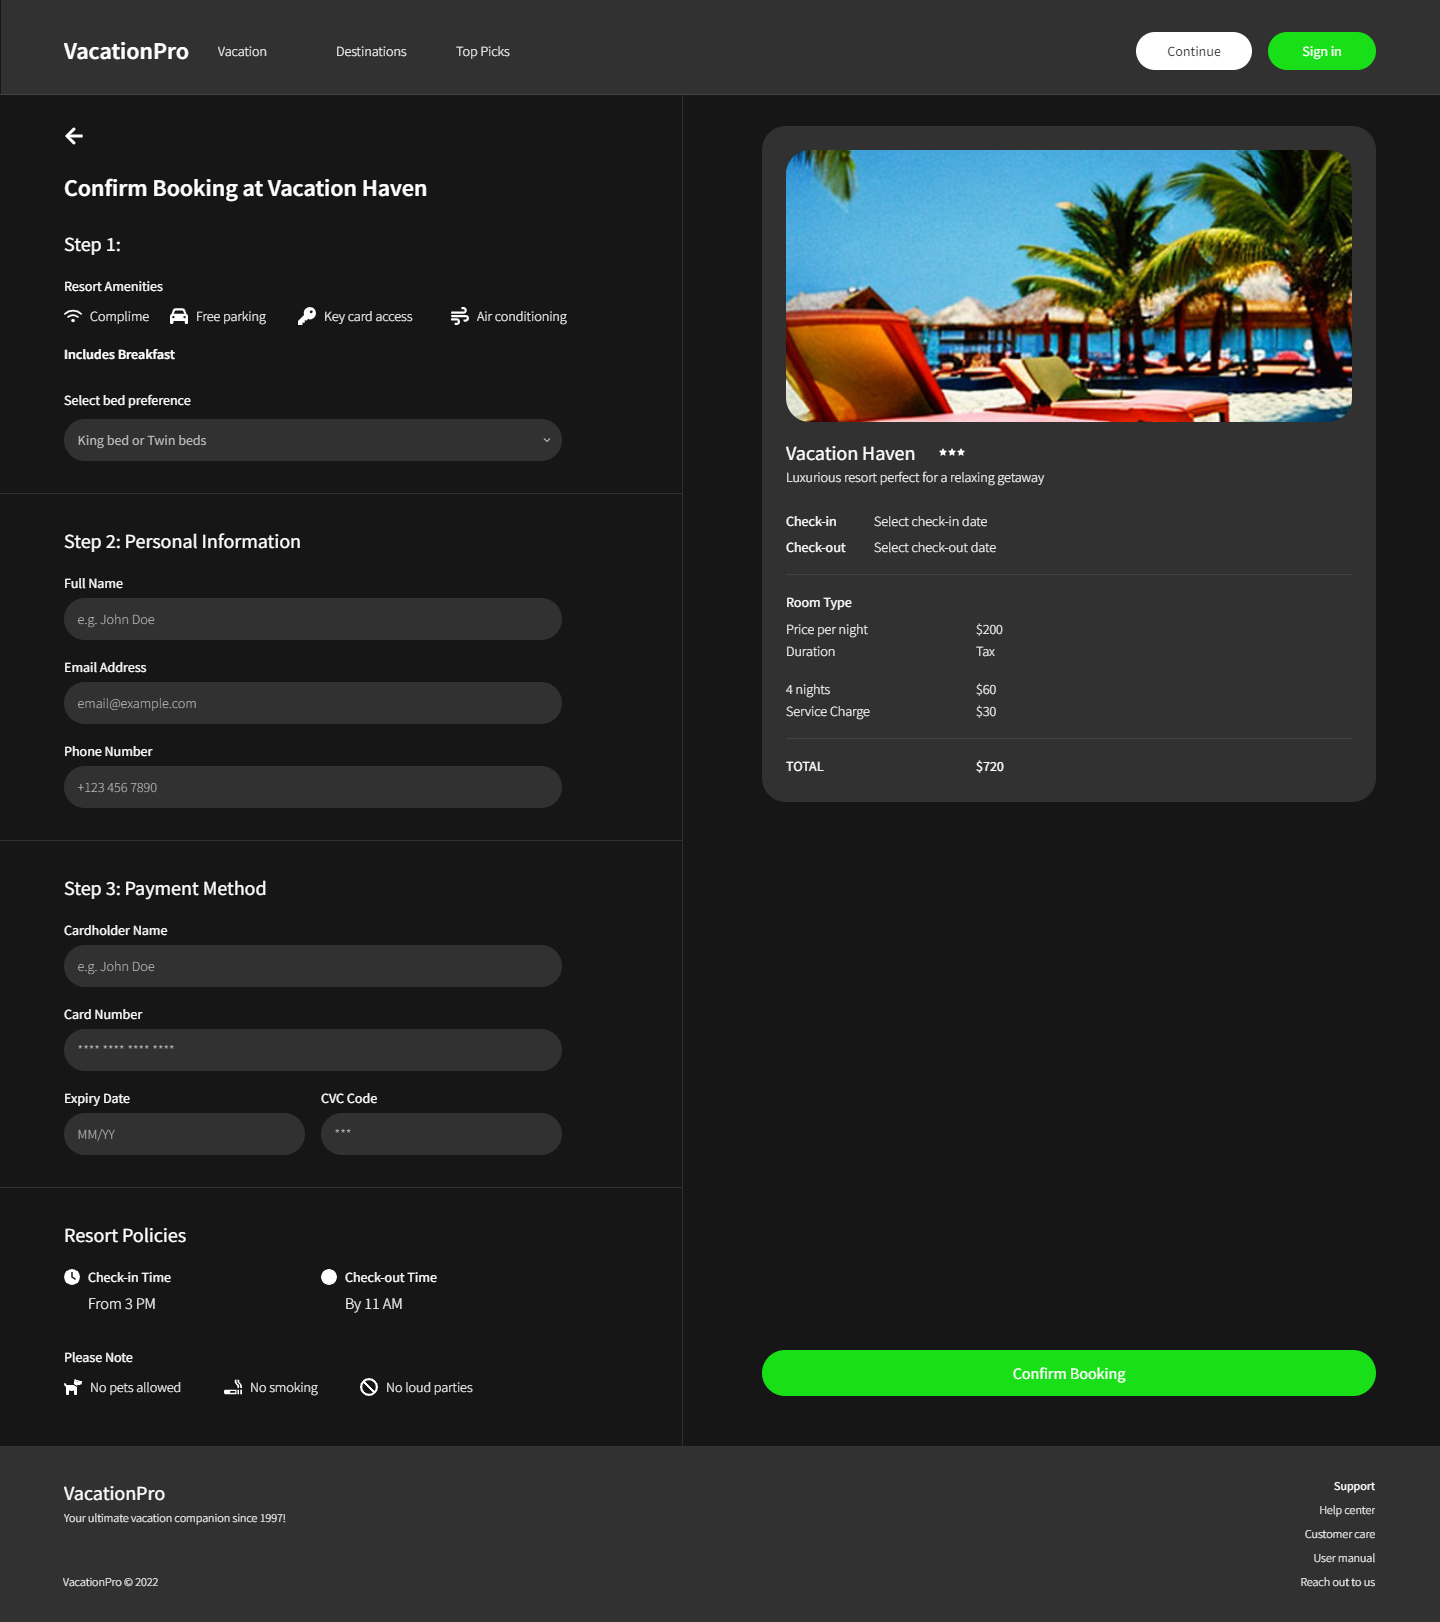 VacationPro Vacation Destinations Top Picks Continue Sign in
Confirm Booking at Vacation Haven
Step 1:
Resort Amenities
Complime Free parking Key card access Air conditioning
Includes Breakfast
Select bed preference
King bed or Twin beds
Step 2: Personal Information
Full Name
e.g. John Doe
Email Address
email@example.com
Phone Number
+123 456 7890
Step 3: Payment Method
Cardholder Name
e.g. John Doe
Card Number
**** **** **** ****
Expiry Date CVC Code
MM/YY ***
Resort Policies
Check-in Time Check-out Time
From 3 PM By 11 AM
Please Note
No pets allowed No smoking No loud parties
Vacation Haven
Luxurious resort perfect for a relaxing getaway
Check-in Select check-in date
Check-out Select check-out date
Room Type
Price per night $200
Duration Tax
4 nights $60
Service Charge $30
TOTAL $720
Confirm Booking
VacationPro
Your ultimate vacation companion since 1997!
VacationPro © 2022
Support
Help center
Customer care
User manual
Reach out to us